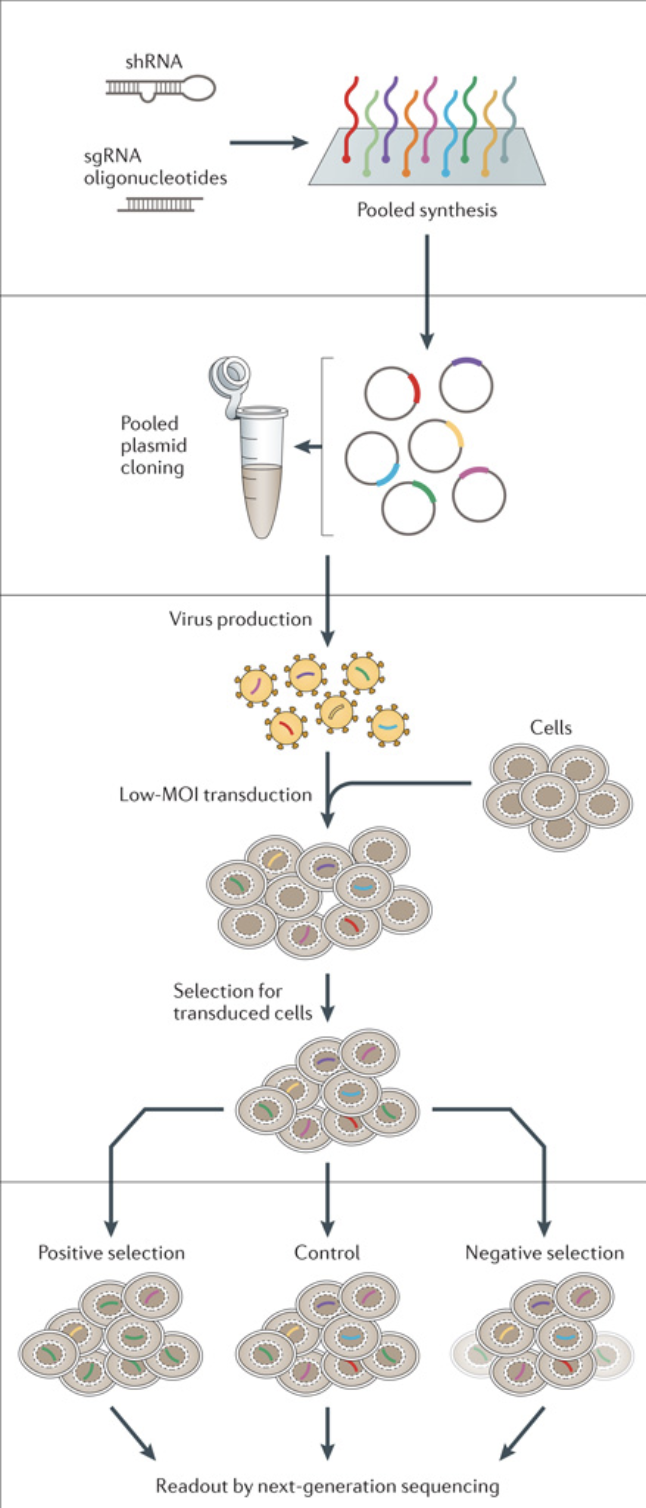 shRNA
sgRNA
oligonucleotides
Pooled synthesis
Pooled
plasmid
cloning
Virus production
Cells
Low-MOI transduction
Selection for
transduced cells
Positive selection
Control
Negative selection
Readout by next-generation sequencing